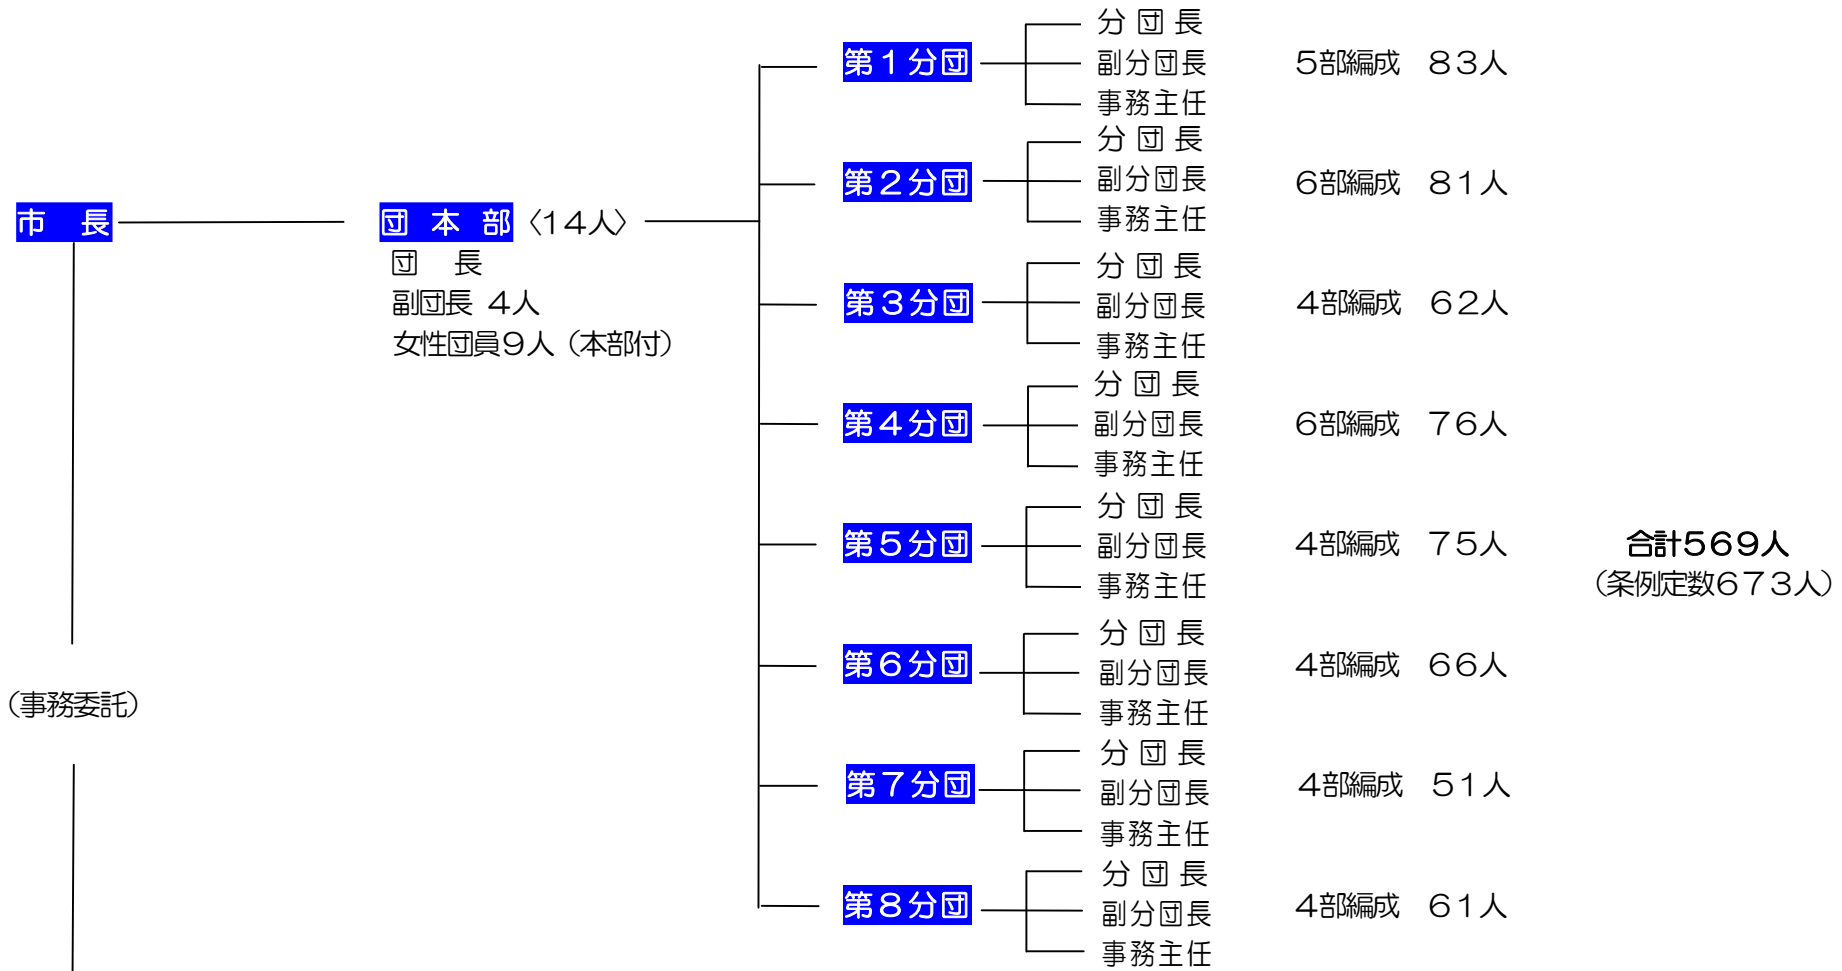 市　長
団 本 部〈14人〉
団　長
副団長 4人
女性団員9人（本部付）
（事務委託）
第１分団
分 団 長
副分団長
事務主任
5部編成　83人
第２分団
分 団 長
副分団長
事務主任
6部編成　81人
第３分団
分 団 長
副分団長
事務主任
4部編成　62人
第４分団
分 団 長
副分団長
事務主任
6部編成　76人
第５分団
分 団 長
副分団長
事務主任
4部編成　75人
第６分団
分 団 長
副分団長
事務主任
4部編成　66人
第７分団
分 団 長
副分団長
事務主任
4部編成　51人
第８分団
分 団 長
副分団長
事務主任
4部編成　61人
合計569人
（条例定数673人）